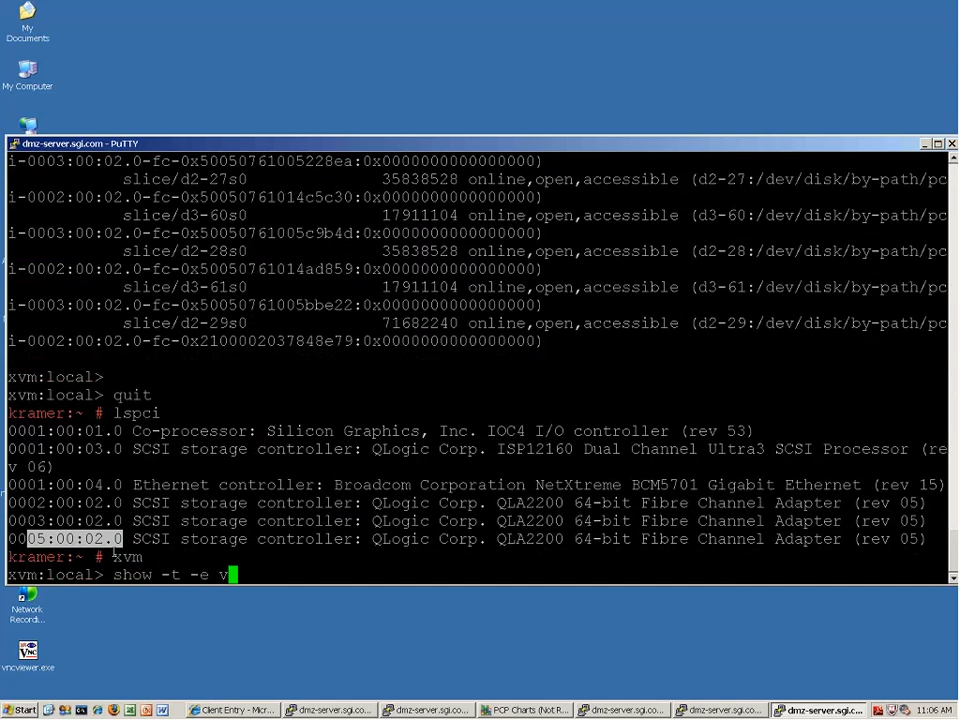 My
Documents
My Computer
dmz-server.sgi.com - PuTTY
i-0003:00:02.0-fc-0x50050761005228ea:0x0000000000000000)
slice/d2-27s0 35838528 online,open,accessible (d2-27:/dev/disk/by-path/pc
i-0002:00:02.0-fc-0x50050761014c5c30:0x0000000000000000)
slice/d3-60s0 17911104 online,open,accessible (d3-60:/dev/disk/by-path/pc
i-0003:00:02.0-fc-0x50050761005c9b4d:0x0000000000000000)
slice/d2-28s0 35838528 online,open,accessible (d2-28:/dev/disk/by-path/pc
i-0002:00:02.0-fc-0x50050761014ad859:0x0000000000000000)
slice/d3-61s0 17911104 online,open,accessible (d3-61:/dev/disk/by-path/pc
i-0003:00:02.0-fc-0x50050761005bbe22:0x0000000000000000)
slice/d2-29s0 71682240 online,open,accessible (d2-29:/dev/disk/by-path/pc
i-0002:00:02.0-fc-0x2100002037848e79:0x0000000000000000)
xvm:local>
xvm:local> quit
kramer:~ # lspci
0001:00:01.0 Co-processor: Silicon Graphics, Inc. IOC4 I/O controller (rev 53)
0001:00:03.0 SCSI storage controller: QLogic Corp. ISP12160 Dual Channel Ultra3 SCSI Processor (re
v 06)
0001:00:04.0 Ethernet controller: Broadcom Corporation NetXtreme BCM5701 Gigabit Ethernet (rev 15)
0002:00:02.0 SCSI storage controller: QLogic Corp. QLA2200 64-bit Fibre Channel Adapter (rev 05)
0003:00:02.0 SCSI storage controller: QLogic Corp. QLA2200 64-bit Fibre Channel Adapter (rev 05)
0005:00:02.0 SCSI storage controller: QLogic Corp. QLA2200 64-bit Fibre Channel Adapter (rev 05)
kramer:~ # xvm
xvm:local> show -t -e v
Network
Recordi...
vncviewer.exe
Start Client Entry - Micr... dmz-server.sgi.co... dmz-server.sgi.co... PCP Charts (Not R... dmz-server.sgi.co... dmz-server.sgi.co... dmz-server.sgi.c... 11:06 AM